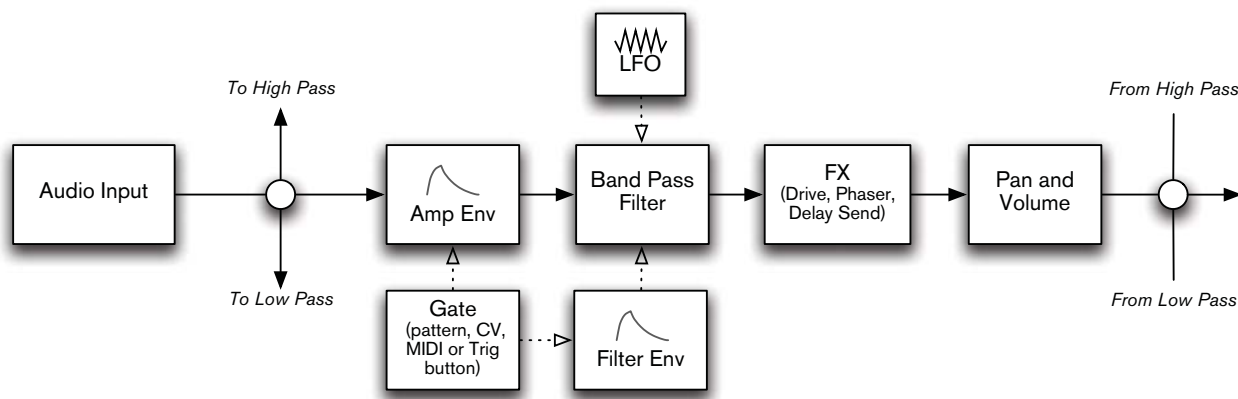 LFO
To High Pass
From High Pass
Audio Input
Amp Env
Band Pass
Filter
FX
(Drive, Phaser,
Delay Send)
Pan and
Volume
To Low Pass
From Low Pass
Gate
(pattern, CV,
MIDI or Trig
button)
Filter Env